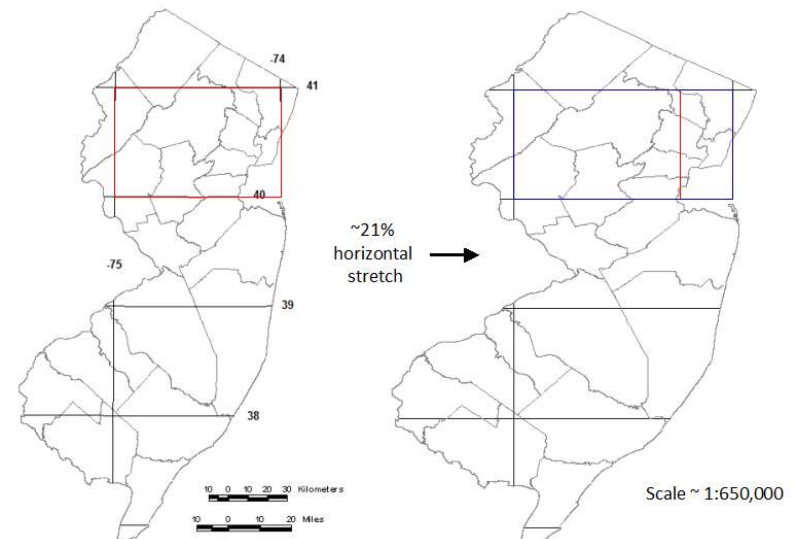 -74
41
40
~21%
horizontal
stretch
-75
39
38
10 0 10 20 30 Kilometers
10 0 10 20 Miles
Scale ~ 1:650,000